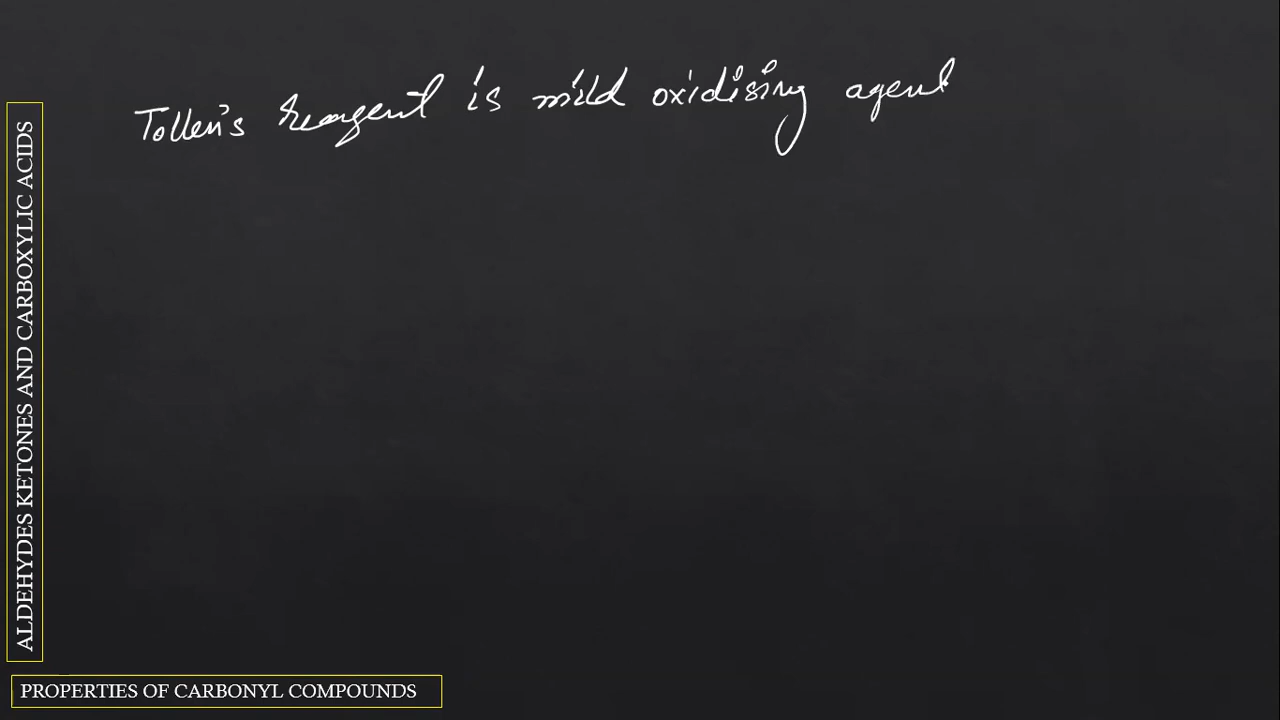 Tollen's reagent is mild oxidising agent
ALDEHYDES KETONES AND CARBOXYLIC ACIDS
PROPERTIES OF CARBONYL COMPOUNDS